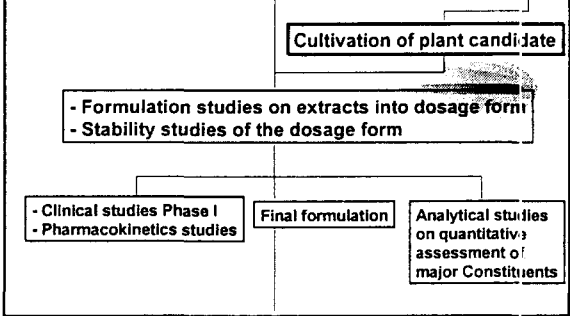 Cultivation of plant candidate
- Formulation studies on extracts into dosage form
- Stability studies of the dosage form
- Clinical studies Phase I
- Pharmacokinetics studies
Final formulation
Analytical studies
on quantitative
assessment of
major Constituents